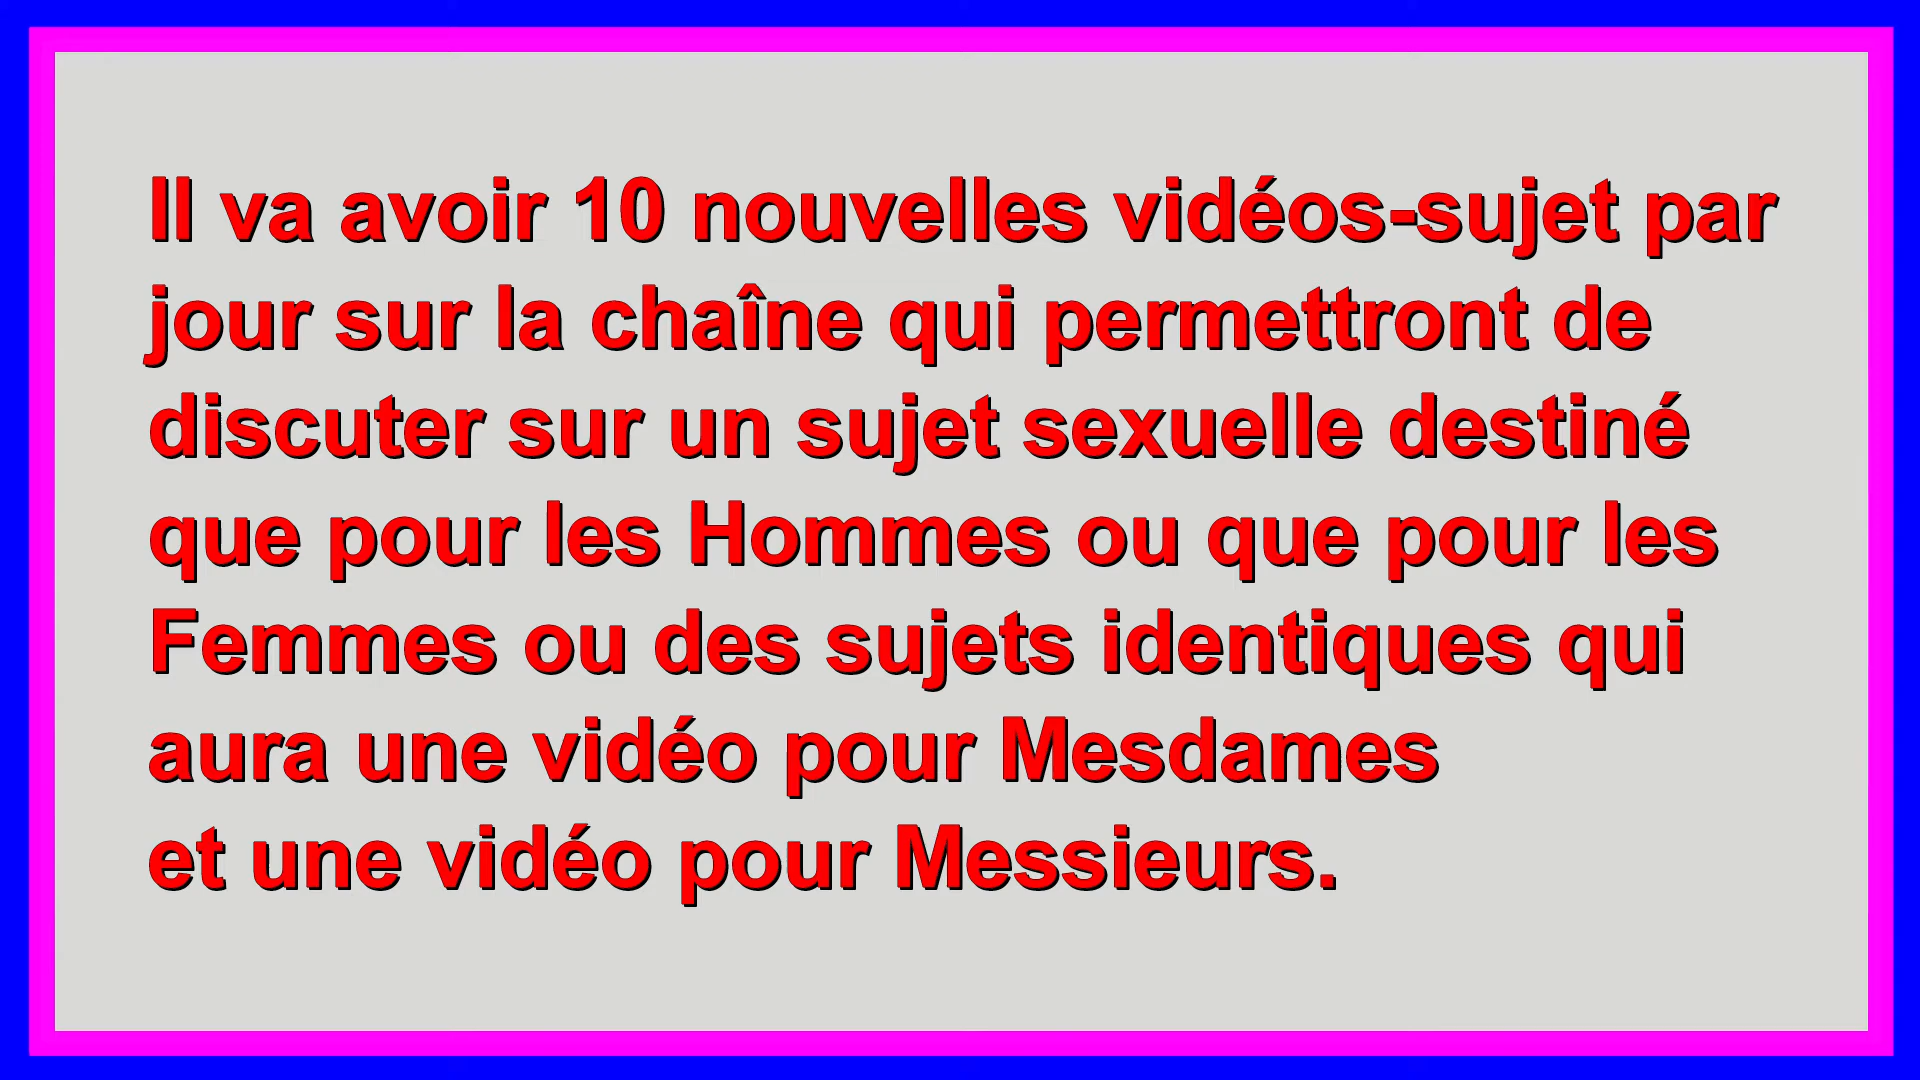 Il va avoir 10 nouvelles vidéos-sujet par
jour sur la chaîne qui permettront de
discuter sur un sujet sexuelle destiné
que pour les Hommes ou que pour les
Femmes ou des sujets identiques qui
aura une vidéo pour Mesdames
et une vidéo pour Messieurs.